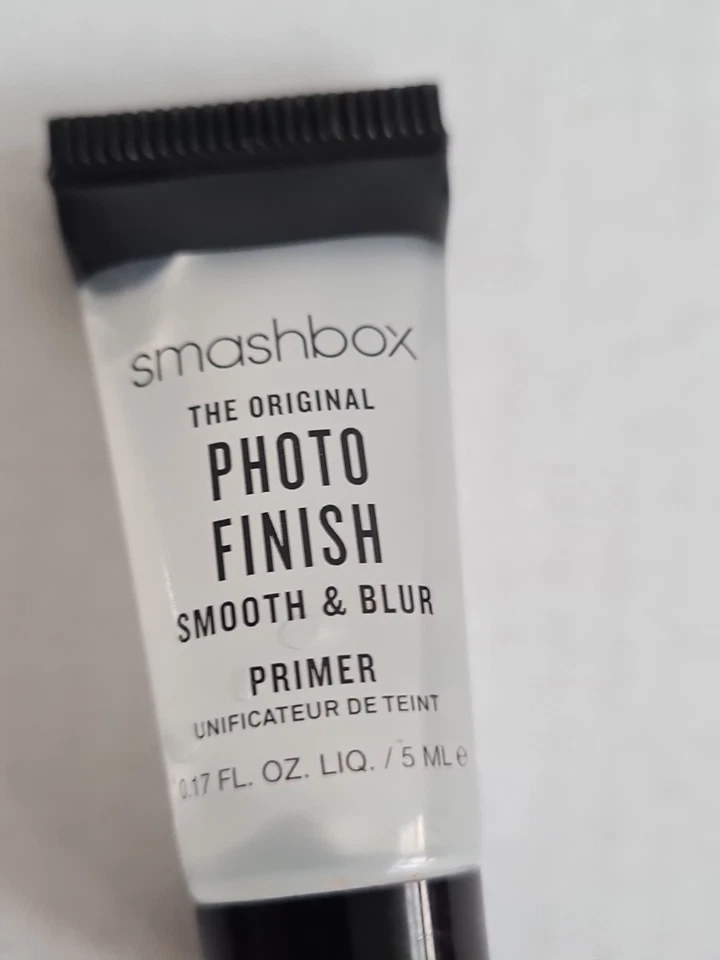 smashbox
THE ORIGINAL
PHOTO
FINISH
SMOOTH & BLUR
PRIMER
UNIFICATEUR DE TEINT
0.17 FL. OZ. LIQ. / 5 ML ℮